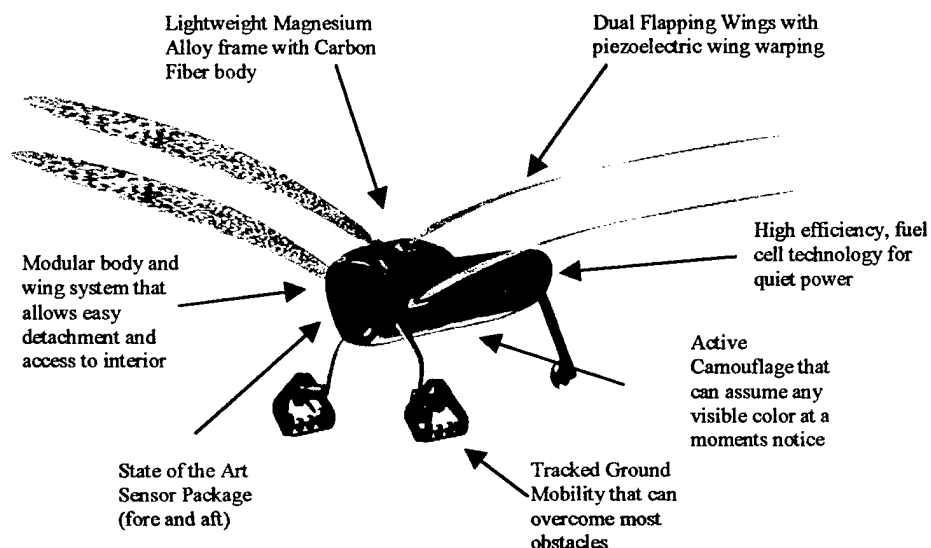 Lightweight Magnesium
Alloy frame with Carbon
Fiber body
Dual Flapping Wings with
piezoelectric wing warping
High efficiency, fuel
cell technology for
quiet power
Modular body and
wing system that
allows easy
detachment and
access to interior
Active
Camouflage that
can assume any
visible color at a
moments notice
State of the Art
Sensor Package
(fore and aft)
Tracked Ground
Mobility that can
overcome most
obstacles